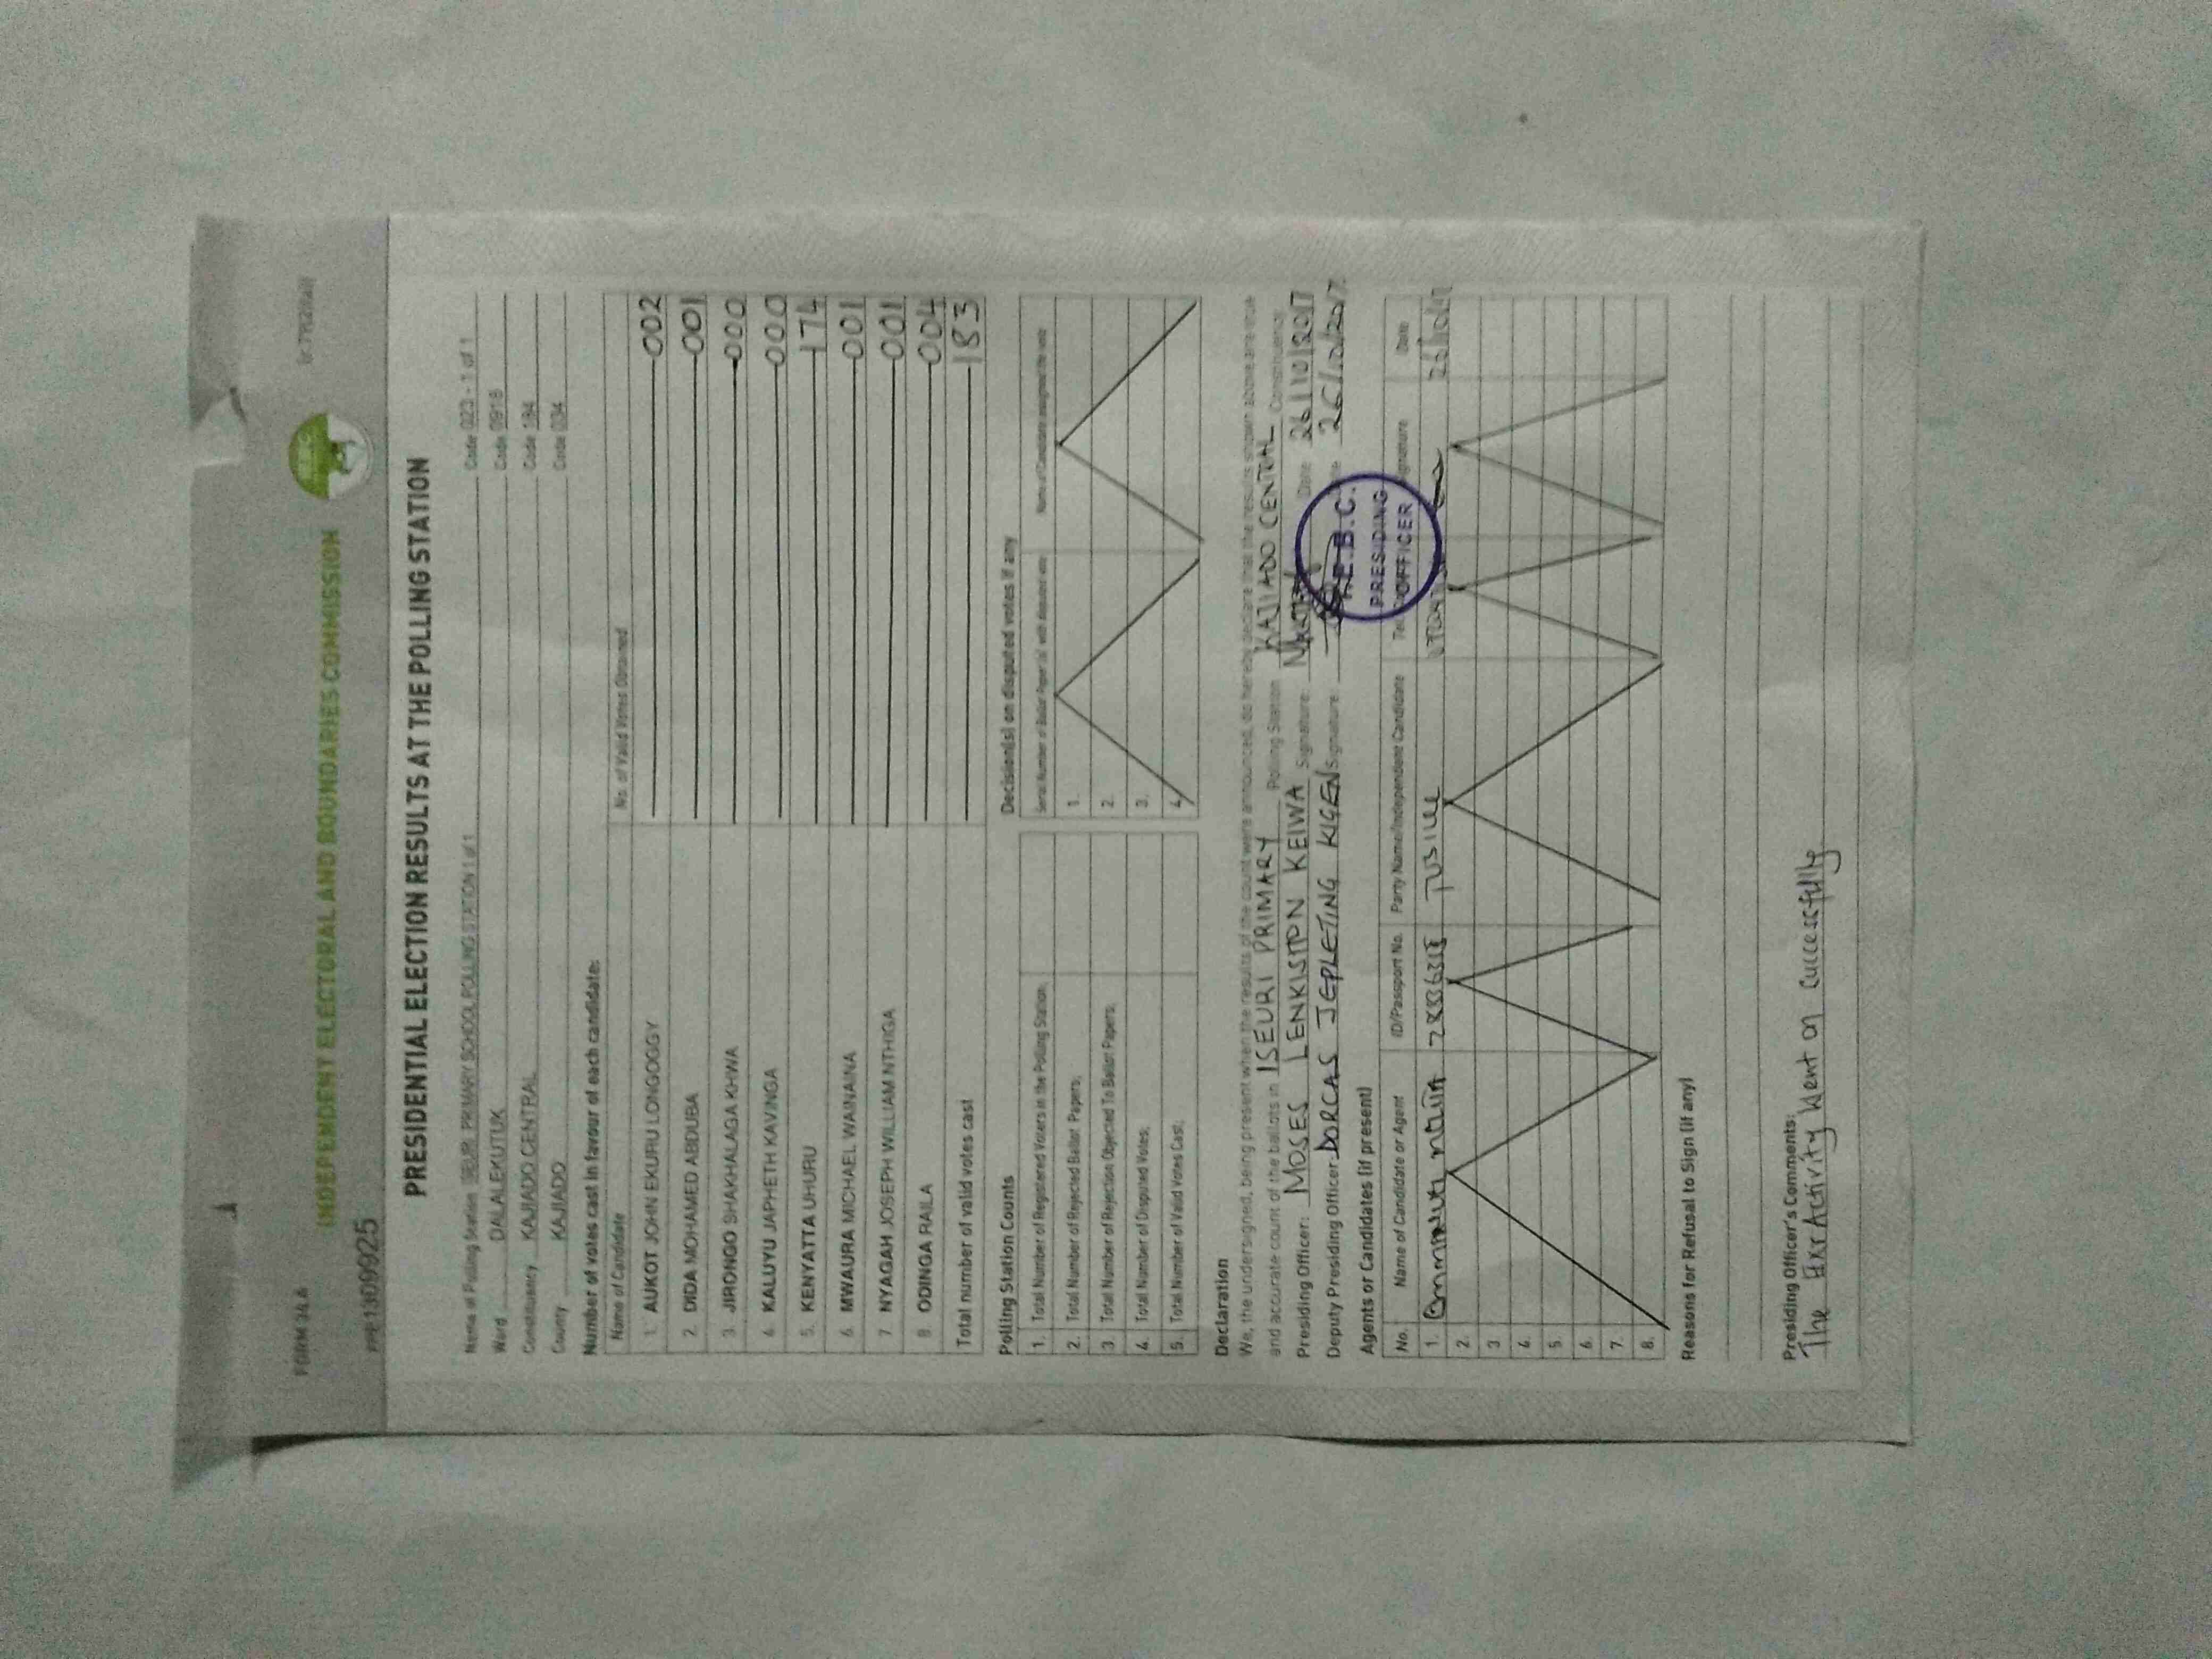 FORM 34A
INDEPENDENT ELECTORAL AND BOUNDARIES COMMISSION
PPE 13099925
PRESIDENTIAL ELECTION RESULTS AT THE POLLING STATION
Name of Polling Station ISEURI PRIMARY SCHOOL POLLING STATION 1 of 1 Code 023 - 1 of 1
Ward DALALEKUTUK Code 0918
Constituency KAJIADO CENTRAL Code 184
County KAJIADO Code 034
Number of votes cast in favour of each candidate:
Name of Candidate No. of Valid Votes Obtained
1. AUKOT JOHN EKURU LONGOGGY 002
2. DIDA MOHAMED ABDUBA 001
3. JIRONGO SHAKHALAGA KHWA 000
4. KALUYU JAPHETH KAVINGA 000
5. KENYATTA UHURU 174
6. MWAURA MICHAEL WAINAINA 001
7. NYAGAH JOSEPH WILLIAM NTHIGA 001
8. ODINGA RAILA 004
Total number of valid votes cast 183
Polling Station Counts
1. Total Number of Registered Voters in the Polling Station;
2. Total Number of Rejected Ballot Papers;
3 Total Number of Rejection Objected To Ballot Papers;
4. Total Number of Disputed Votes;
5. Total Number of Valid Votes Cast;
Decision(s) on disputed votes if any
Serial Number of Ballot Paper (s) with disputed vote Name of Candidate assigned the vote
1.
2.
3.
4.
Declaration
We, the undersigned, being present when the results of the count were announced, do hereby declare that the results shown above are true
and accurate count of the ballots in ISEURI PRIMARY Polling Station KAJIADO CENTRAL Constituency
Presiding Officer: MOSES LENKISHON KEIWA Signature: Date 26/10/2017
Deputy Presiding Officer DORCAS JEPLETING KIGEN Signature Date 26/10/2017
I.E.B.C.
PRESIDING
OFFICER
Agents or Candidates (if present)
No. Name of Candidate or Agent ID/Passport No. Party Name/Independent Candidate Signature Date
1. 26/10/17
2.
3
4.
5.
6.
7.
8.
Reasons for Refusal to Sign (if any)
Presiding Officer's Comments:
The Activity Went on Successfully